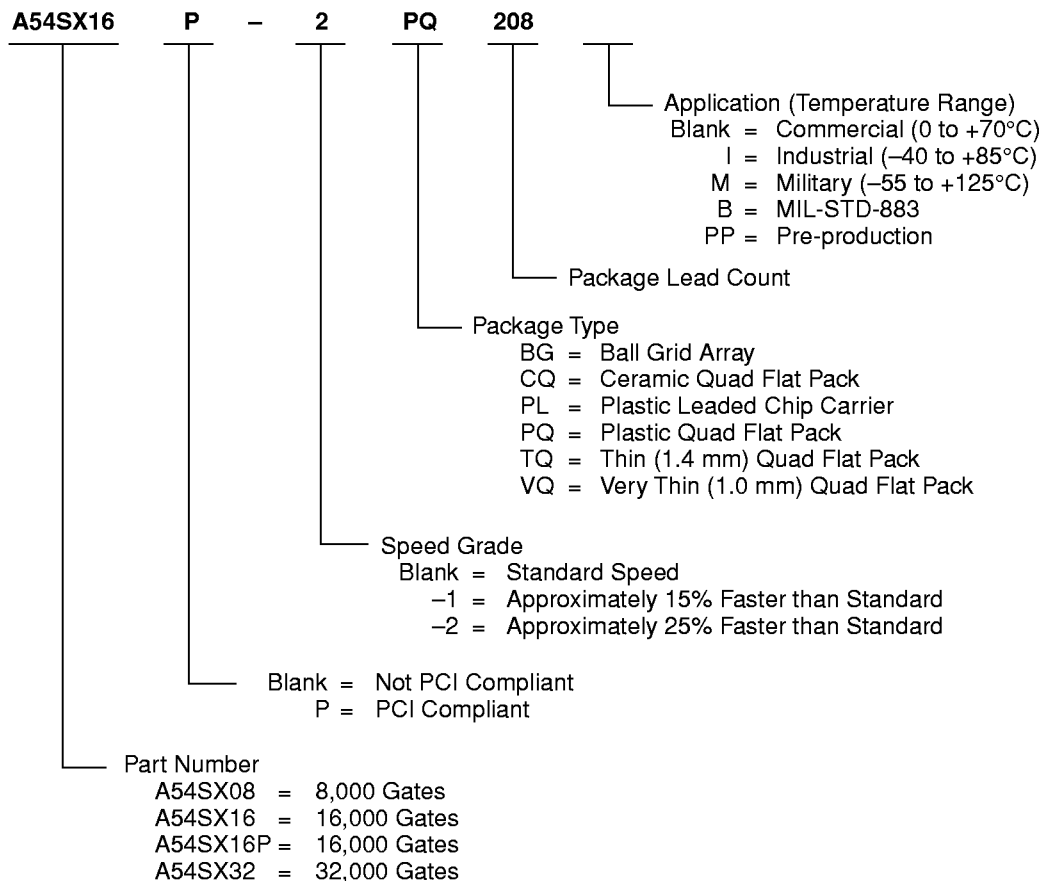 A54SX16 P – 2 PQ 208
Application (Temperature Range)
Blank = Commercial (0 to +70°C)
I = Industrial (–40 to +85°C)
M = Military (–55 to +125°C)
B = MIL-STD-883
PP = Pre-production
Package Lead Count
Package Type
BG = Ball Grid Array
CQ = Ceramic Quad Flat Pack
PL = Plastic Leaded Chip Carrier
PQ = Plastic Quad Flat Pack
TQ = Thin (1.4 mm) Quad Flat Pack
VQ = Very Thin (1.0 mm) Quad Flat Pack
Speed Grade
Blank = Standard Speed
–1 = Approximately 15% Faster than Standard
–2 = Approximately 25% Faster than Standard
Blank = Not PCI Compliant
P = PCI Compliant
Part Number
A54SX08 = 8,000 Gates
A54SX16 = 16,000 Gates
A54SX16P = 16,000 Gates
A54SX32 = 32,000 Gates